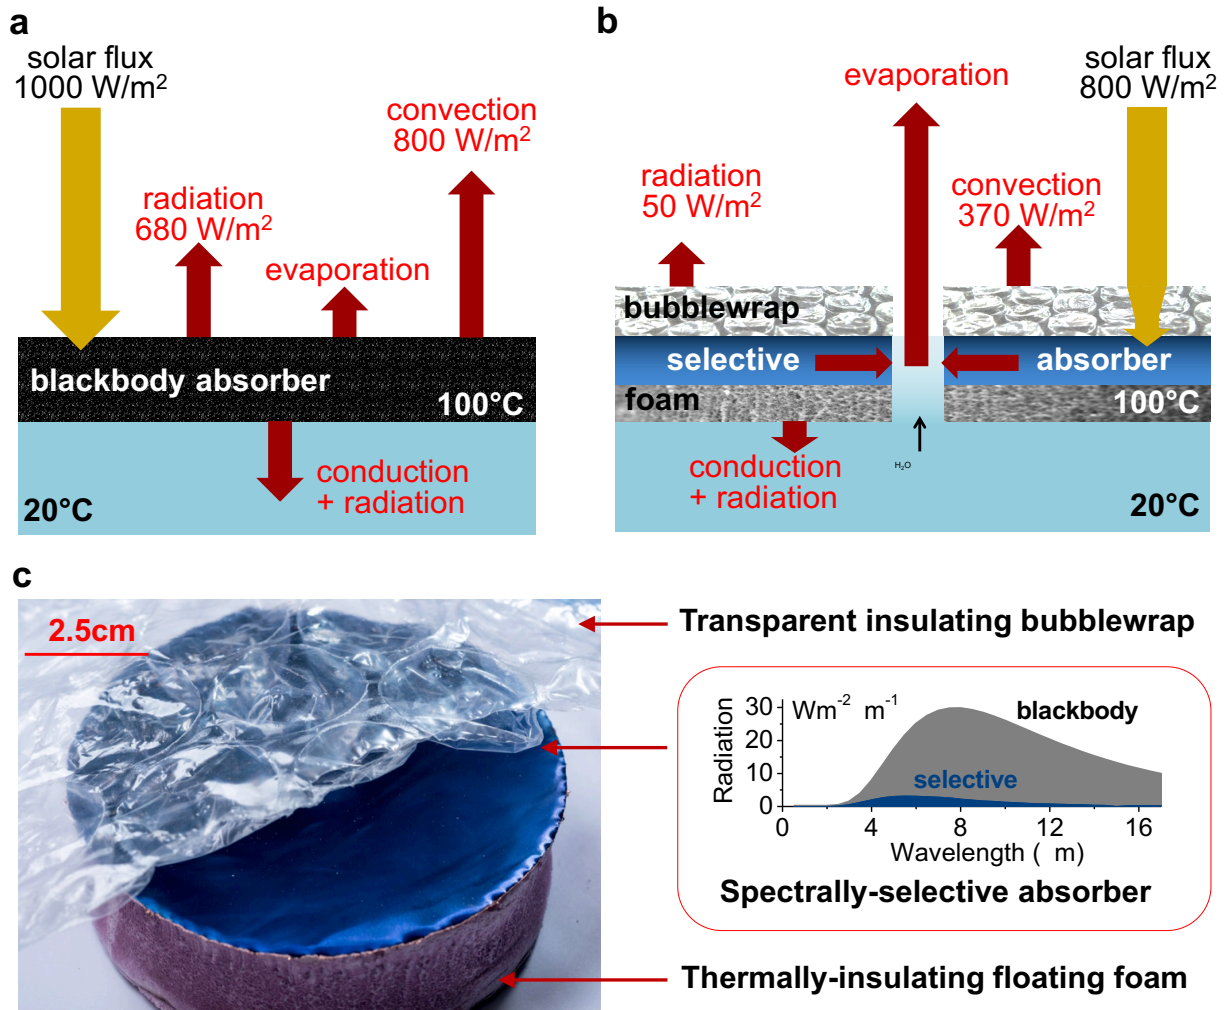 a
solar flux
1000 W/m2
convection
800 W/m2
radiation
680 W/m2
evaporation
blackbody absorber
100°C
conduction
+ radiation
20°C
b
evaporation
solar flux
800 W/m2
radiation
50 W/m2
convection
370 W/m2
bubblewrap
selective
absorber
foam
100°C
H2O
conduction
+ radiation
20°C
c
2.5cm
Transparent insulating bubblewrap
Radiation
30
20
10
0
Wm-2 m-1
blackbody
selective
0
4
8
12
16
Wavelength ( m)
Spectrally-selective absorber
Thermally-insulating floating foam